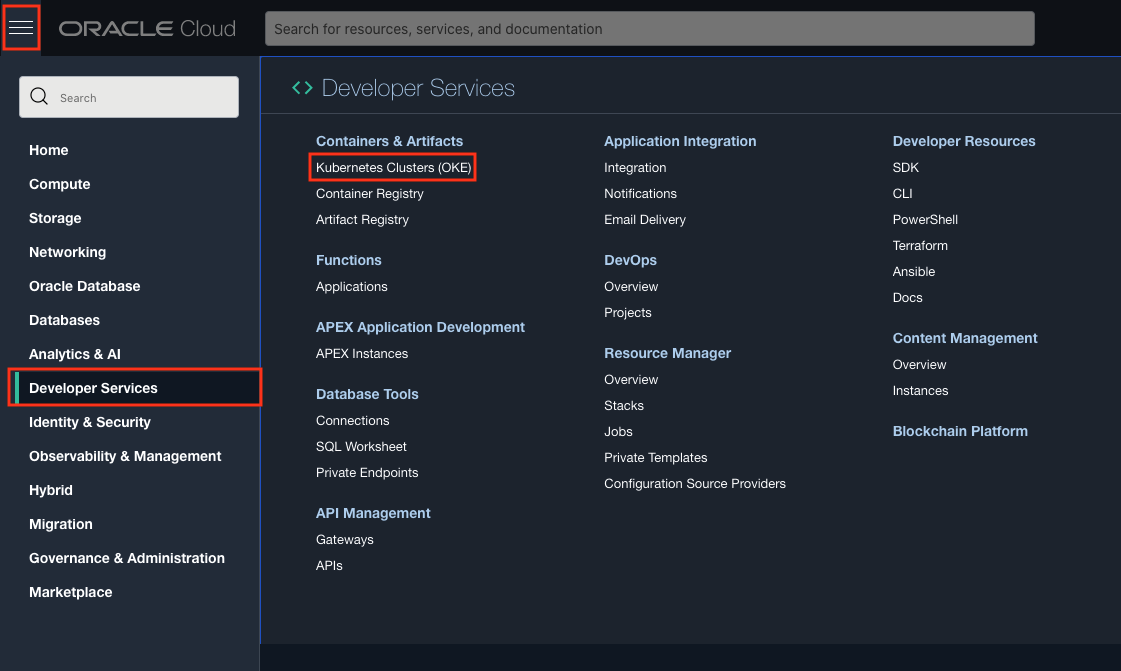 ORACLE Cloud
Search for resources, services, and documentation
Search
Home
Compute
Storage
Networking
Oracle Database
Databases
Analytics & AI
Developer Services
Identity & Security
Observability & Management
Hybrid
Migration
Governance & Administration
Marketplace
<> Developer Services
Containers & Artifacts
Kubernetes Clusters (OKE)
Container Registry
Artifact Registry
Functions
Applications
APEX Application Development
APEX Instances
Database Tools
Connections
SQL Worksheet
Private Endpoints
API Management
Gateways
APIs
Application Integration
Integration
Notifications
Email Delivery
DevOps
Overview
Projects
Resource Manager
Overview
Stacks
Jobs
Private Templates
Configuration Source Providers
Developer Resources
SDK
CLI
PowerShell
Terraform
Ansible
Docs
Content Management
Overview
Instances
Blockchain Platform